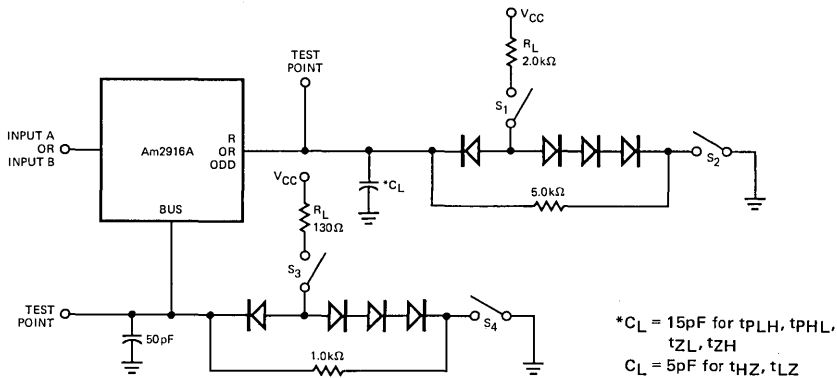 VCC
RL
2.0kΩ
TEST
POINT
S1
INPUT A
OR
INPUT B
Am2916A
R
OR
ODD
BUS
*CL
S2
5.0kΩ
VCC
RL
130Ω
S3
TEST
POINT
50pF
S4
1.0kΩ
*CL = 15pF for tPLH, tPHL,
tZL, tZH
CL = 5pF for tHZ, tLZ